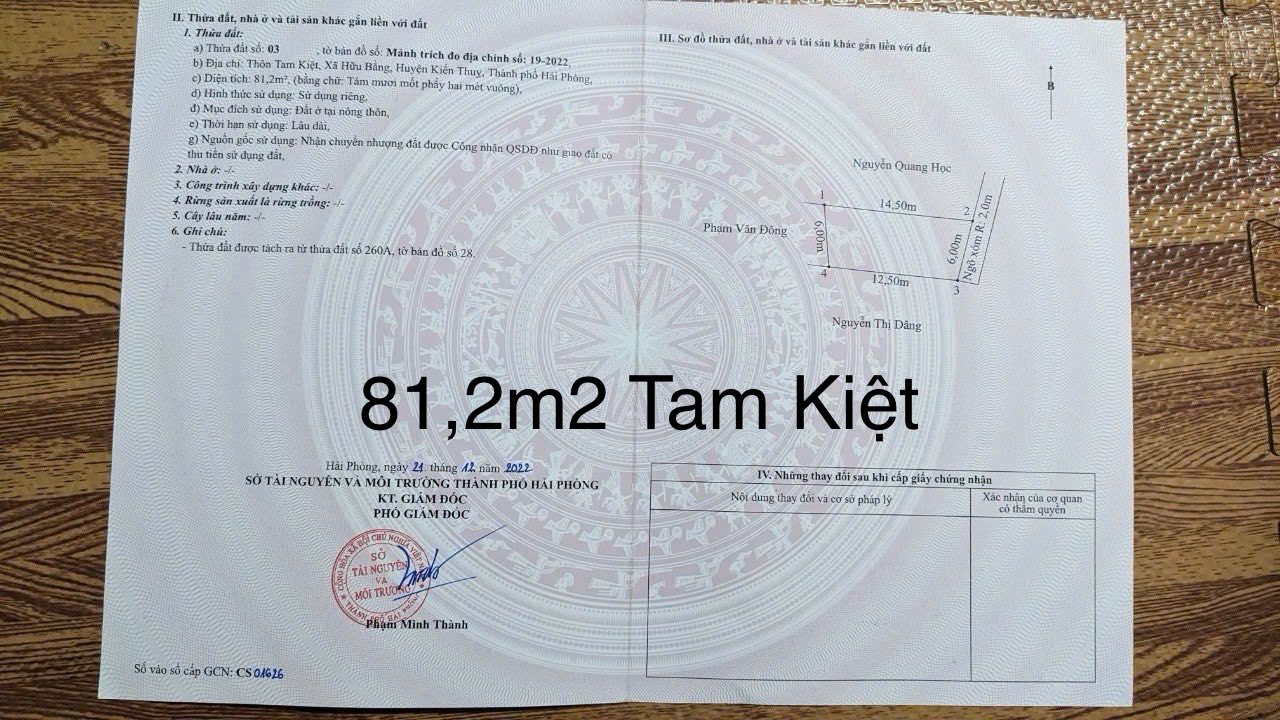 II. Thửa đất, nhà ở và tài sản khác gắn liền với đất
1. Thửa đất:
a) Thửa đất số: 03 , tờ bản đồ số: Mảnh trích đo địa chính số: 19-2022,
b) Địa chỉ: Thôn Tam Kiệt, Xã Hữu Bằng, Huyện Kiến Thuỵ, Thành phố Hải Phòng,
c) Diện tích: 81,2m², (bằng chữ: Tám mươi mốt phẩy hai mét vuông),
d) Hình thức sử dụng: Sử dụng riêng,
đ) Mục đích sử dụng: Đất ở tại nông thôn,
e) Thời hạn sử dụng: Lâu dài,
g) Nguồn gốc sử dụng: Nhận chuyển nhượng đất được Công nhận QSDĐ như giao đất có
thu tiền sử dụng đất,
2. Nhà ở: -/-
3. Công trình xây dựng khác: -/-
4. Rừng sản xuất là rừng trồng: -/-
5. Cây lâu năm: -/-
6. Ghi chú:
- Thửa đất được tách ra từ thửa đất số 260A, tờ bản đồ số 28.
III. Sơ đồ thửa đất, nhà ở và tài sản khác gắn liền với đất
B
Nguyễn Quang Học
1
14,50m
2
Phạm Văn Đông
6,00m
6,00m
Ngõ xóm R: 2,0m
4
12,50m
3
Nguyễn Thị Dâng
81,2m2 Tam Kiệt
Hải Phòng, ngày 21 tháng 12 năm 2022
SỞ TÀI NGUYÊN VÀ MÔI TRƯỜNG THÀNH PHỐ HẢI PHÒNG
KT. GIÁM ĐỐC
PHÓ GIÁM ĐỐC
SỞ
TÀI NGUYÊN
VÀ
MÔI TRƯỜNG
Phạm Minh Thành
Số vào sổ cấp GCN: CS 01626
IV. Những thay đổi sau khi cấp giấy chứng nhận
Nội dung thay đổi và cơ sở pháp lý
Xác nhận của cơ quan
có thẩm quyền